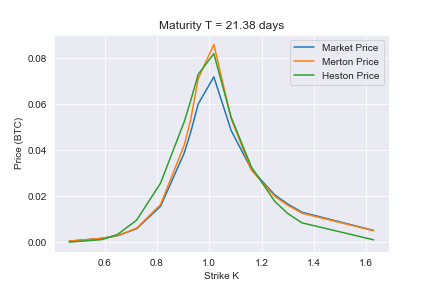 Maturity T = 21.38 days
Market Price
Merton Price
Heston Price
Price (BTC)
0.08
0.06
0.04
0.02
0.00
0.6 0.8 1.0 1.2 1.4 1.6
Strike K